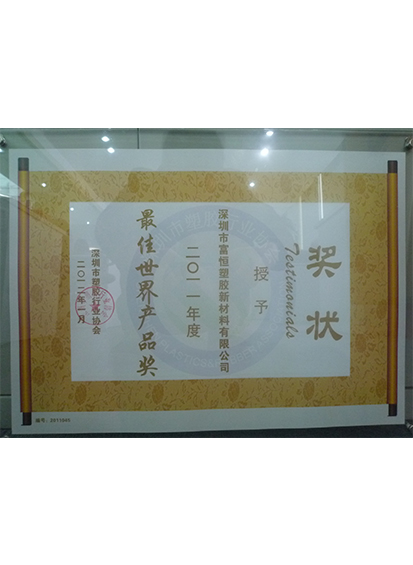 奖状
Testimonials
授予
深圳市富恒塑胶新材料有限公司
二〇一一年度
最佳世界产品奖
深圳市塑胶行业协会
二〇一二年一月